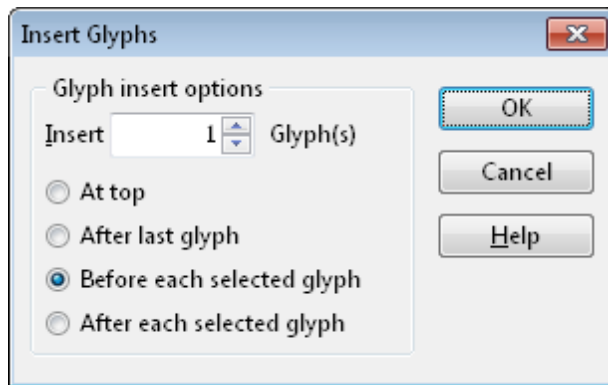 Insert Glyphs
Glyph insert options
Insert 1 Glyph(s)
At top
After last glyph
Before each selected glyph
After each selected glyph
OK
Cancel
Help